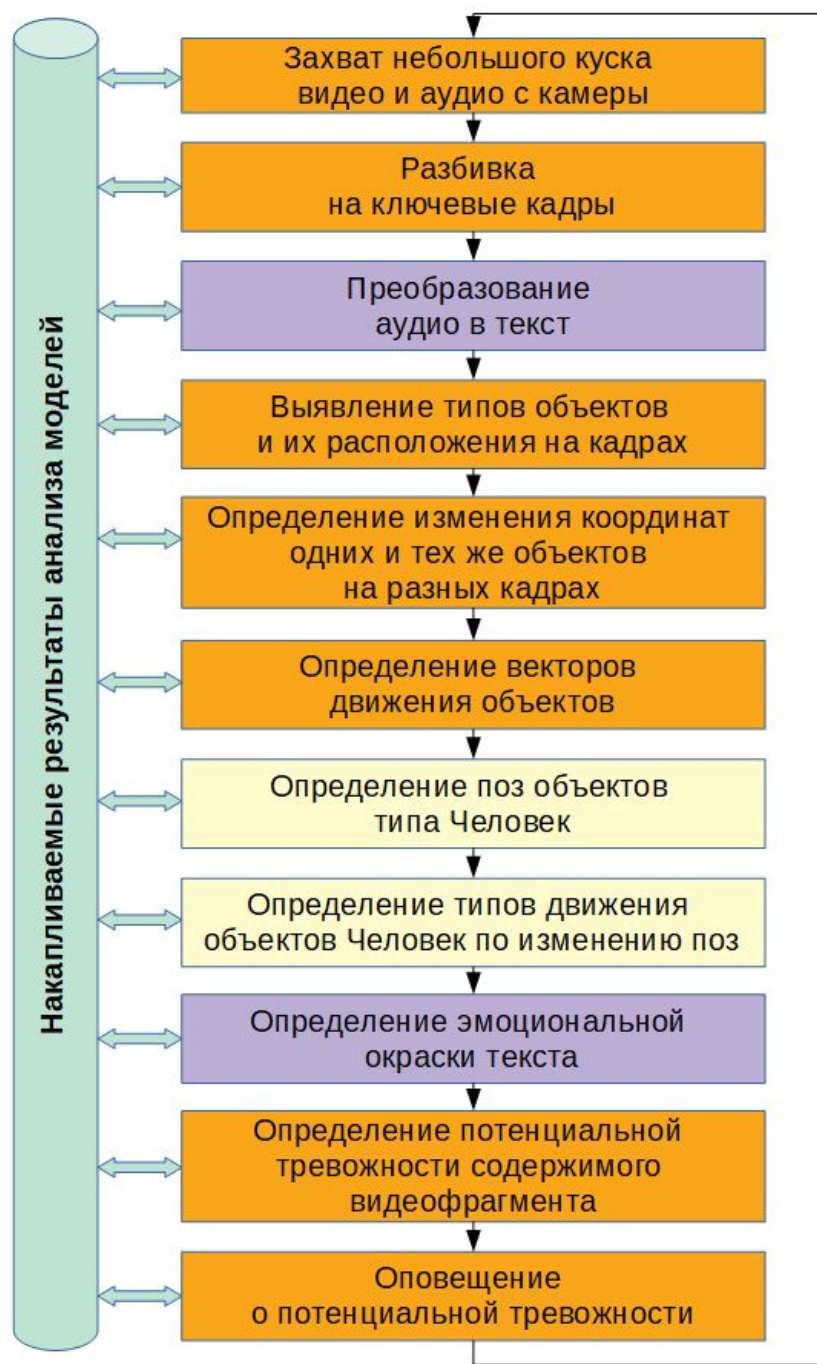 Накапливаемые результаты анализа моделей
Захват небольшого куска
видео и аудио с камеры
Разбивка
на ключевые кадры
Преобразование
аудио в текст
Выявление типов объектов
и их расположения на кадрах
Определение изменения координат
одних и тех же объектов
на разных кадрах
Определение векторов
движения объектов
Определение поз объектов
типа Человек
Определение типов движения
объектов Человек по изменению поз
Определение эмоциональной
окраски текста
Определение потенциальной
тревожности содержимого
видеофрагмента
Оповещение
о потенциальной тревожности